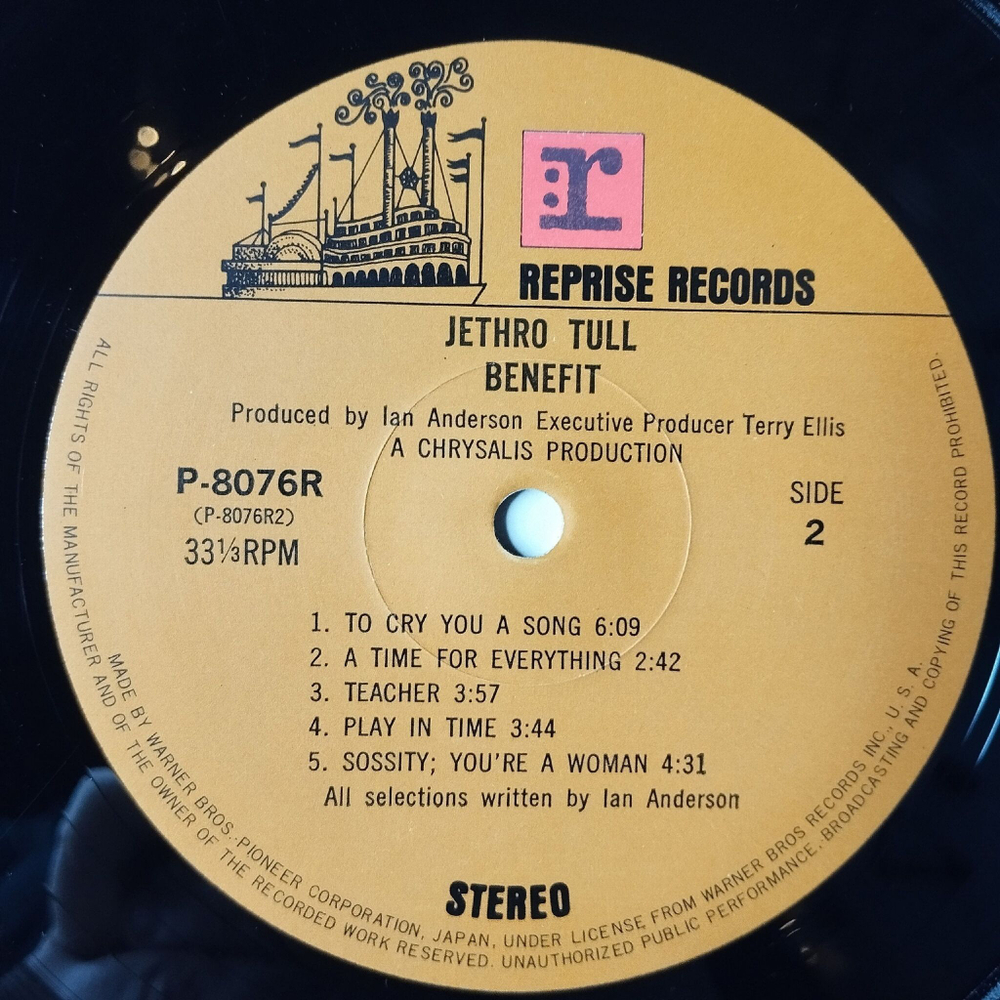 r
REPRISE RECORDS
JETHRO TULL
BENEFIT
Produced by Ian Anderson Executive Producer Terry Ellis
A CHRYSALIS PRODUCTION
P-8076R
(P-8076R2)
33⅓RPM
SIDE
2
1. TO CRY YOU A SONG 6:09
2. A TIME FOR EVERYTHING 2:42
3. TEACHER 3:57
4. PLAY IN TIME 3:44
5. SOSSITY; YOU'RE A WOMAN 4:31
All selections written by Ian Anderson
STEREO
MADE BY WARNER BROS. PIONEER CORPORATION, JAPAN, UNDER LICENSE FROM WARNER BROS RECORDS INC., U. S. A.
ALL RIGHTS OF THE MANUFACTURER AND OF THE OWNER OF THE RECORDED WORK RESERVED. UNAUTHORIZED PUBLIC PERFORMANCE. BROADCASTING AND COPYING OF THIS RECORD PROHIBITED.